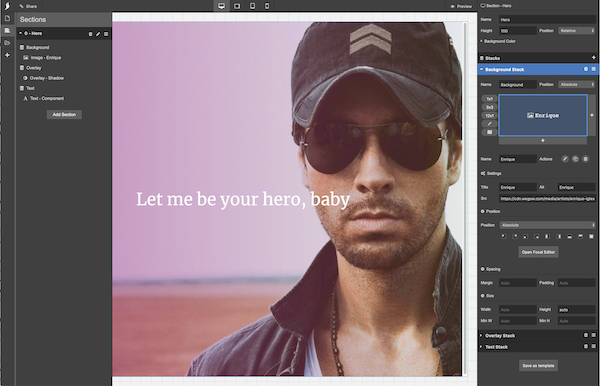 Share
Preview
Sections
0 - Hero
Background
Image - Enrique
Overlay
Overlay - Shadow
Text
Text - Component
Add Section
Let me be your hero, baby
Section - Hero
Name Hero
Height 100 Position Relative
Background Color
Stacks
Background Stack
Name Background Position Absolute
1x1
3x3
12x1
Enrique
Name Enrique Actions
Settings
Title Enrique Alt Enrique
Src https://cdn.wegow.com/media/artists/enrique-iglesi
Position
Position Absolute
Open Focal Editor
Spacing
Margin Auto Padding Auto
Size
Width Auto Height auto
Min W Auto Min H Auto
Overlay Stack
Text Stack
Save as template